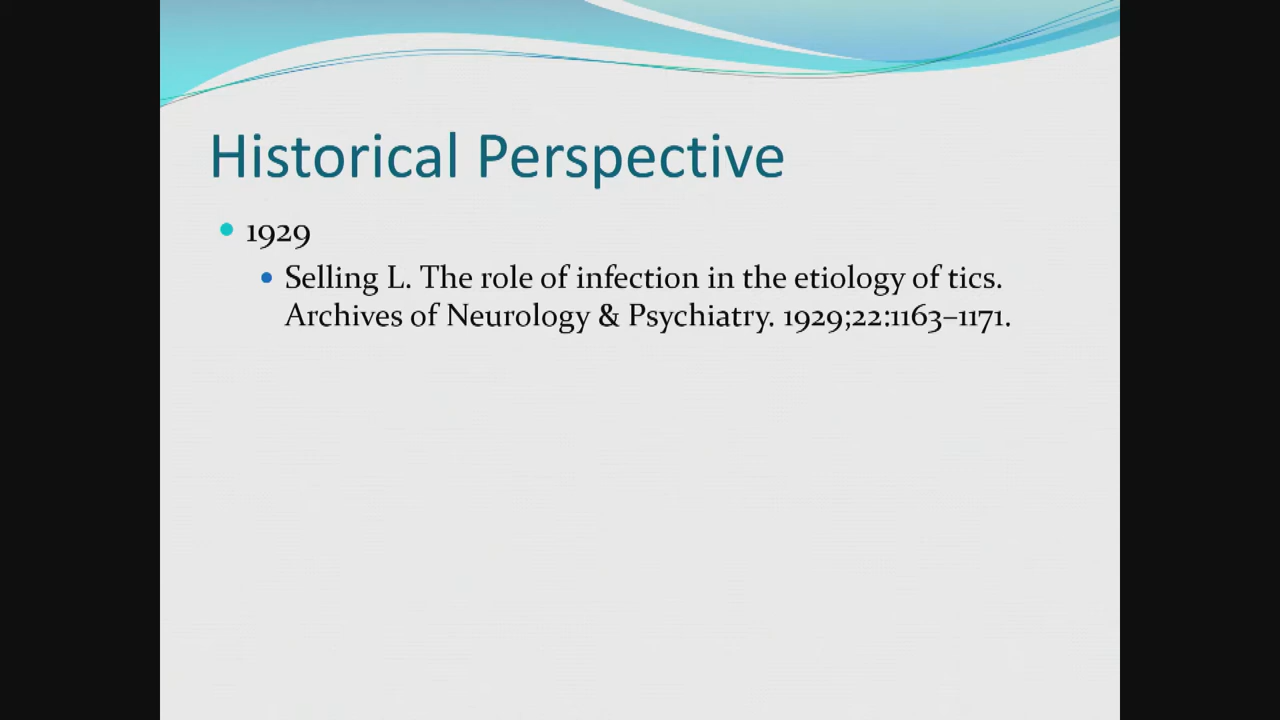 Historical Perspective
• 1929
• Selling L. The role of infection in the etiology of tics.
Archives of Neurology & Psychiatry. 1929;22:1163–1171.